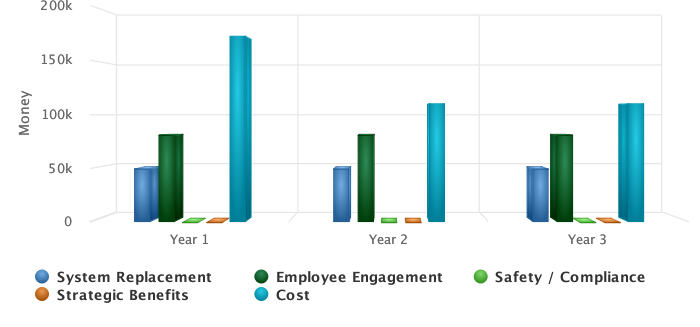 200k
150k
100k
50k
0
Money
Year 1 Year 2 Year 3
System Replacement Employee Engagement Safety / Compliance
Strategic Benefits Cost